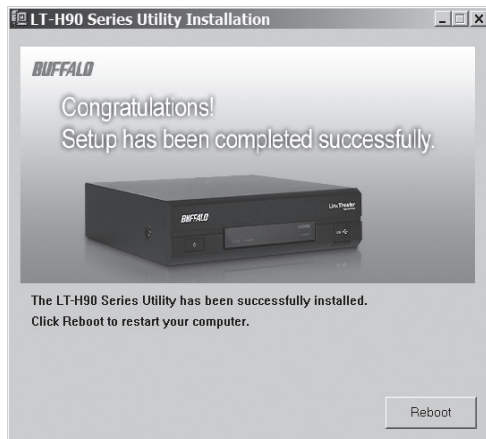 LT-H90 Series Utility Installation
BUFFALO
Congratulations!
Setup has been completed successfully.
BUFFALO
LinkTheater
The LT-H90 Series Utility has been successfully installed.
Click Reboot to restart your computer.
Reboot